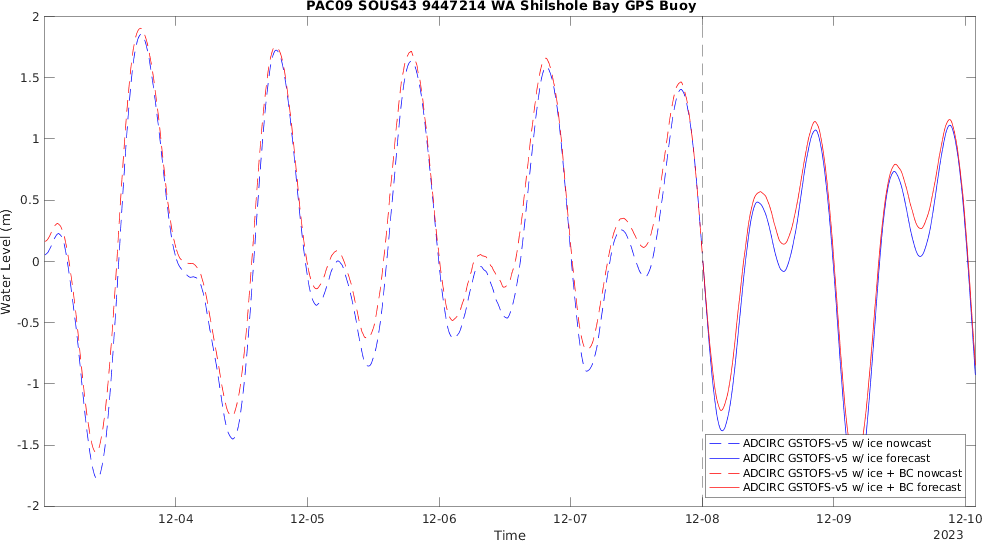 PAC09 SOUS43 9447214 WA Shilshole Bay GPS Buoy
2
1.5
1
0.5
0
-0.5
-1
-1.5
-2
Water Level (m)
ADCIRC GSTOFS-v5 w/ ice nowcast
ADCIRC GSTOFS-v5 w/ ice forecast
ADCIRC GSTOFS-v5 w/ ice + BC nowcast
ADCIRC GSTOFS-v5 w/ ice + BC forecast
12-04 12-05 12-06 12-07 12-08 12-09 12-10
Time
2023